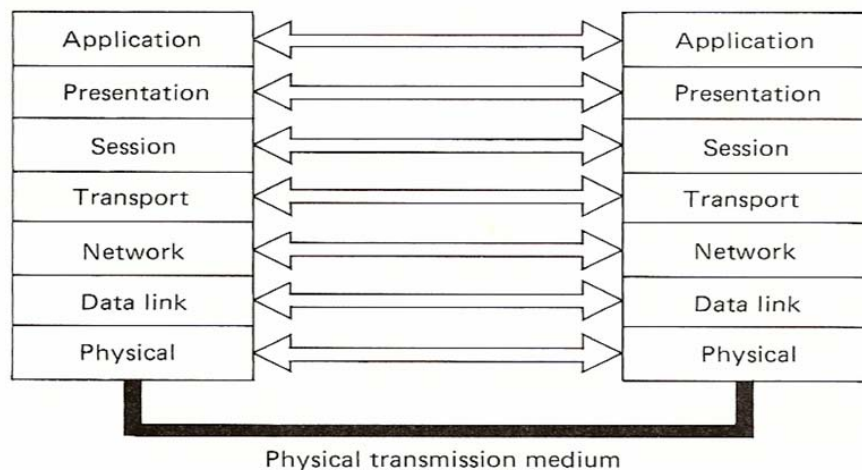 Application
Application
Presentation
Presentation
Session
Session
Transport
Transport
Network
Network
Data link
Data link
Physical
Physical
Physical transmission medium